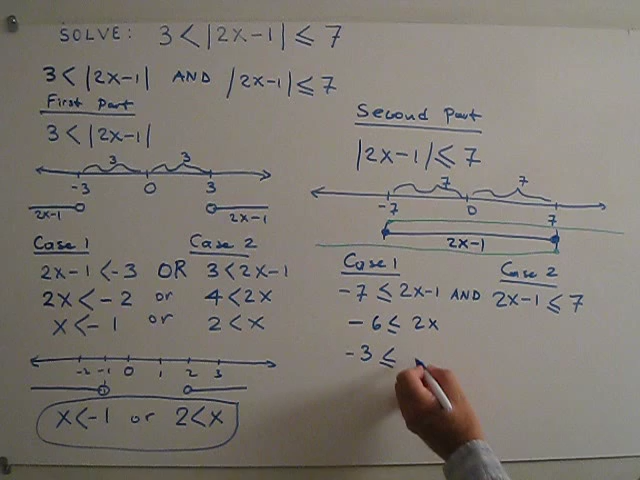 SOLVE: 3 < |2X-1| ≤ 7
3 < |2X-1| AND |2X-1| ≤ 7
First Part
3 < |2X-1|
3 3
-3 0 3
2X-1 2X-1
Case 1 Case 2
2X-1 < -3 OR 3 < 2X-1
2X < -2 or 4 < 2X
X < -1 or 2 < X
-2 -1 0 1 2 3
X < -1 or 2 < X
Second Part
|2X-1| ≤ 7
7 7
-7 0 7
2X-1
Case 1 Case 2
-7 ≤ 2X-1 AND 2X-1 ≤ 7
-6 ≤ 2X
-3 ≤